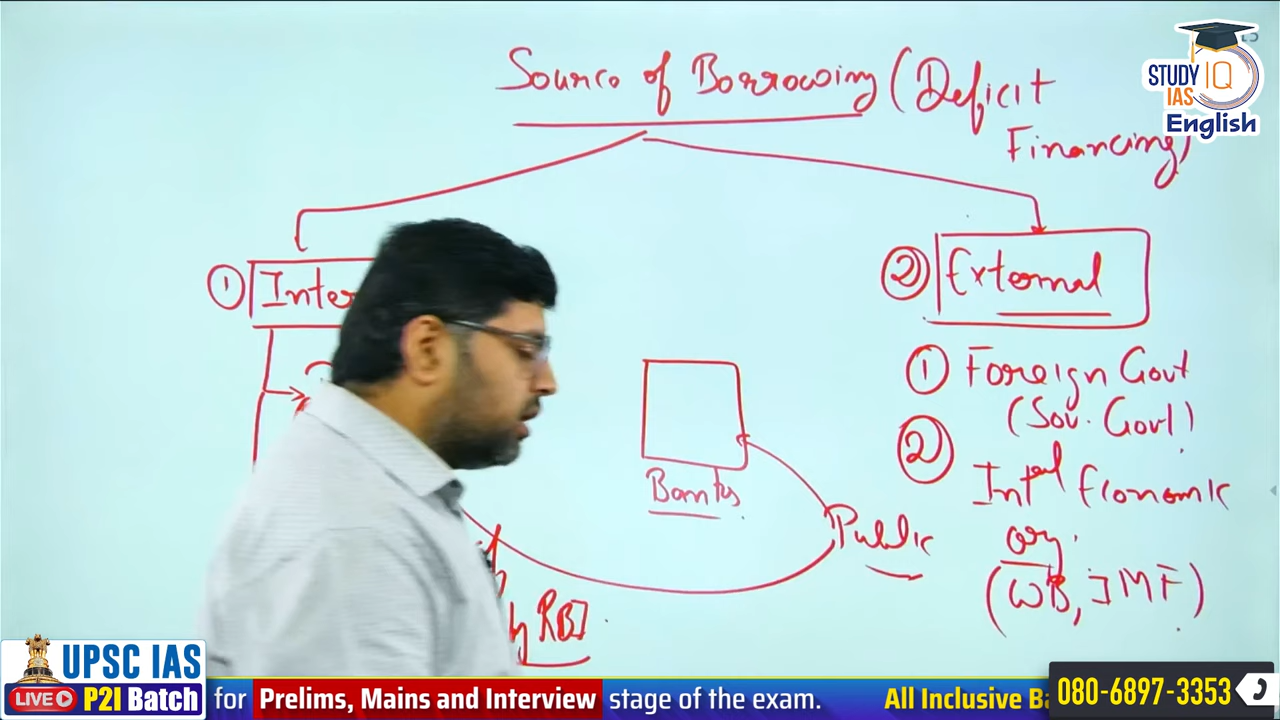 Source of Borrowing (Deficit
Financing)
STUDY IQ
IAS
English
① Inter
② External
① Foreign Govt
(Sov. Govt)
② Intnal Economic
org.
(WB, IMF)
Banks
Public
by RBI
UPSC IAS
LIVE P2I Batch
for Prelims, Mains and Interview stage of the exam.
All Inclusive Ba
080-6897-3353